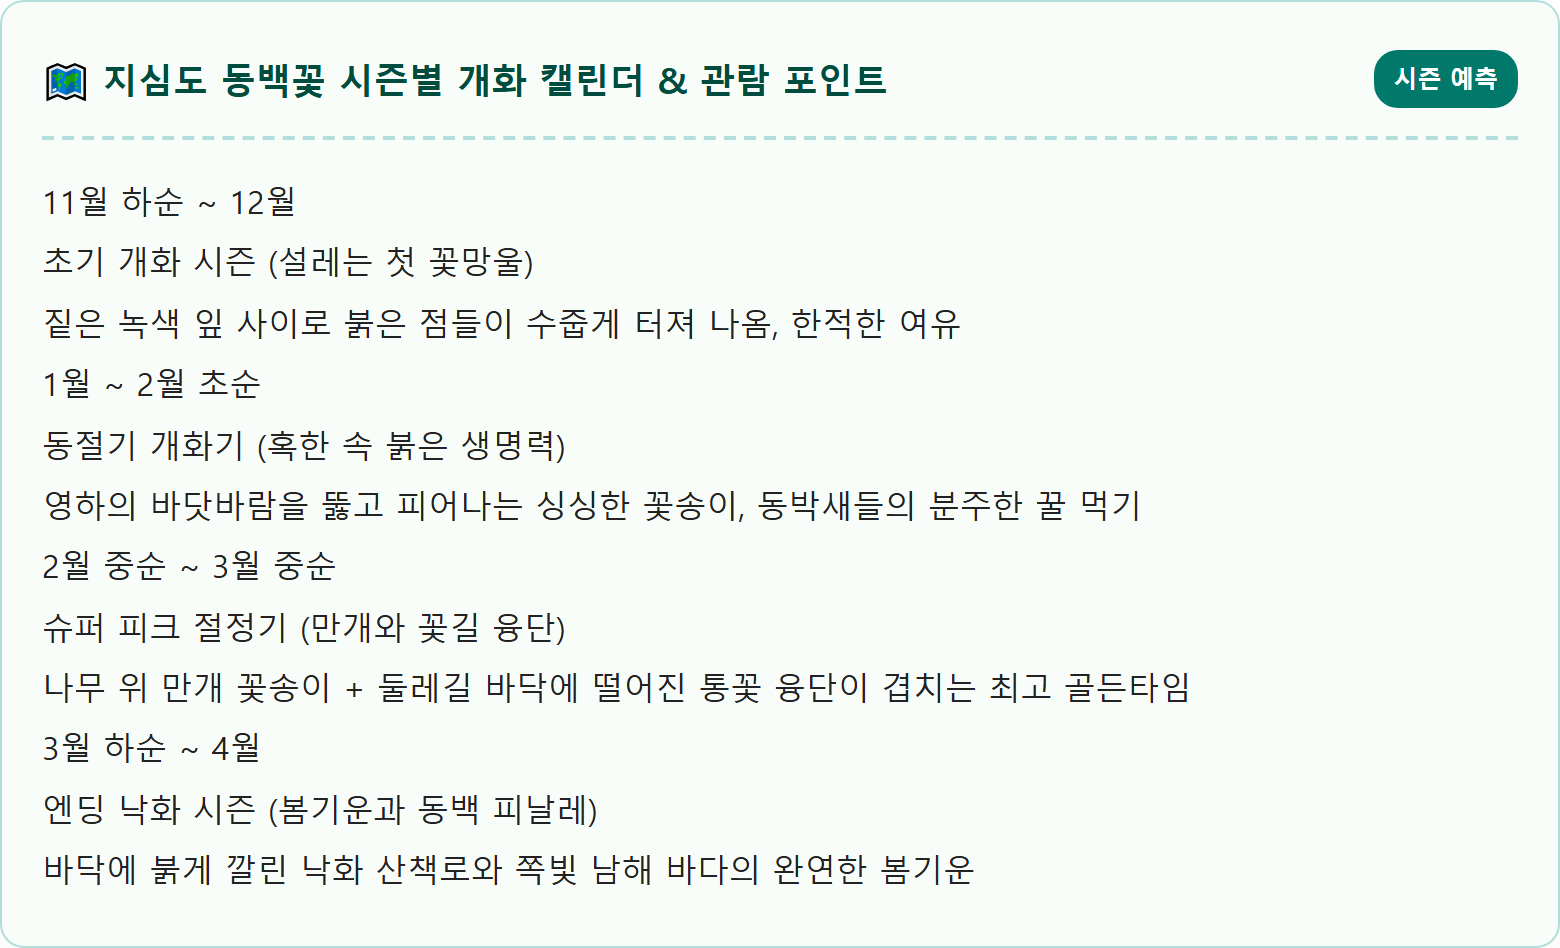 지심도 동백꽃 시즌별 개화 캘린더 & 관람 포인트
시즌 예측
11월 하순 ~ 12월
초기 개화 시즌 (설레는 첫 꽃망울)
짙은 녹색 잎 사이로 붉은 점들이 수줍게 터져 나옴, 한적한 여유
1월 ~ 2월 초순
동절기 개화기 (혹한 속 붉은 생명력)
영하의 바닷바람을 뚫고 피어나는 싱싱한 꽃송이, 동박새들의 분주한 꿀 먹기
2월 중순 ~ 3월 중순
슈퍼 피크 절정기 (만개와 꽃길 융단)
나무 위 만개 꽃송이 + 둘레길 바닥에 떨어진 통꽃 융단이 겹치는 최고 골든타임
3월 하순 ~ 4월
엔딩 낙화 시즌 (봄기운과 동백 피날레)
바닥에 붉게 깔린 낙화 산책로와 쪽빛 남해 바다의 완연한 봄기운